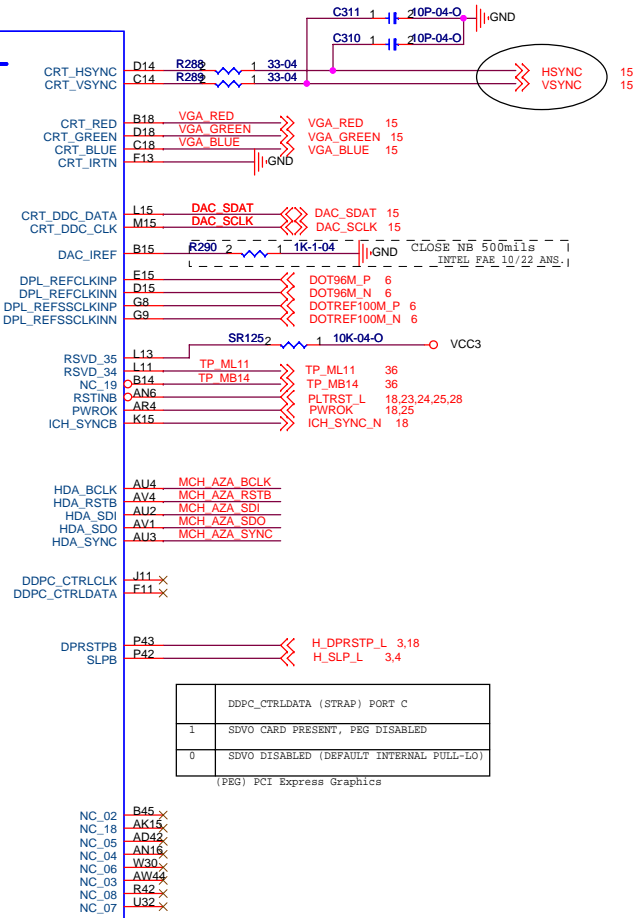 C311 1 2 10P-04-O GND
C310 1 2 10P-04-O
CRT_HSYNC D14 R288 2 1 33-04 HSYNC 15
CRT_VSYNC C14 R289 2 1 33-04 VSYNC 15
CRT_RED B18 VGA_RED VGA_RED 15
CRT_GREEN D18 VGA_GREEN VGA_GREEN 15
CRT_BLUE C18 VGA_BLUE VGA_BLUE 15
CRT_IRTN F13 GND
CRT_DDC_DATA L15 DAC_SDAT DAC_SDAT 15
CRT_DDC_CLK M15 DAC_SCLK DAC_SCLK 15
DAC_IREF B15 R290 2 1 1K-1-04 GND CLOSE NB 500mils
INTEL FAE 10/22 ANS.
DPL_REFCLKINP E15 DOT96M_P 6
DPL_REFCLKINN D15 DOT96M_N 6
DPL_REFSSCLKINP G8 DOTREF100M_P 6
DPL_REFSSCLKINN G9 DOTREF100M_N 6
SR125 2 1 10K-04-O VCC3
RSVD_35 L13
RSVD_34 L11 TP_ML11 TP_ML11 36
NC_19 B14 TP_MB14 TP_MB14 36
RSTINB AN6 PLTRST_L 18,23,24,25,28
PWROK AR4 PWROK 18,25
ICH_SYNCB K15 ICH_SYNC_N 18
HDA_BCLK AU4 MCH_AZA_BCLK
HDA_RSTB AV4 MCH_AZA_RSTB
HDA_SDI AU2 MCH_AZA_SDI
HDA_SDO AV1 MCH_AZA_SDO
HDA_SYNC AU3 MCH_AZA_SYNC
DDPC_CTRLCLK J11
DDPC_CTRLDATA F11
DPRSTPB P43 H_DPRSTP_L 3,18
SLPB P42 H_SLP_L 3,4
DDPC_CTRLDATA (STRAP) PORT C
1 SDVO CARD PRESENT, PEG DISABLED
0 SDVO DISABLED (DEFAULT INTERNAL PULL-LO)
(PEG) PCI Express Graphics
NC_02 B45
NC_18 AK15
NC_05 AD42
NC_04 AN16
NC_06 W30
NC_03 AW44
NC_08 R42
NC_07 U32